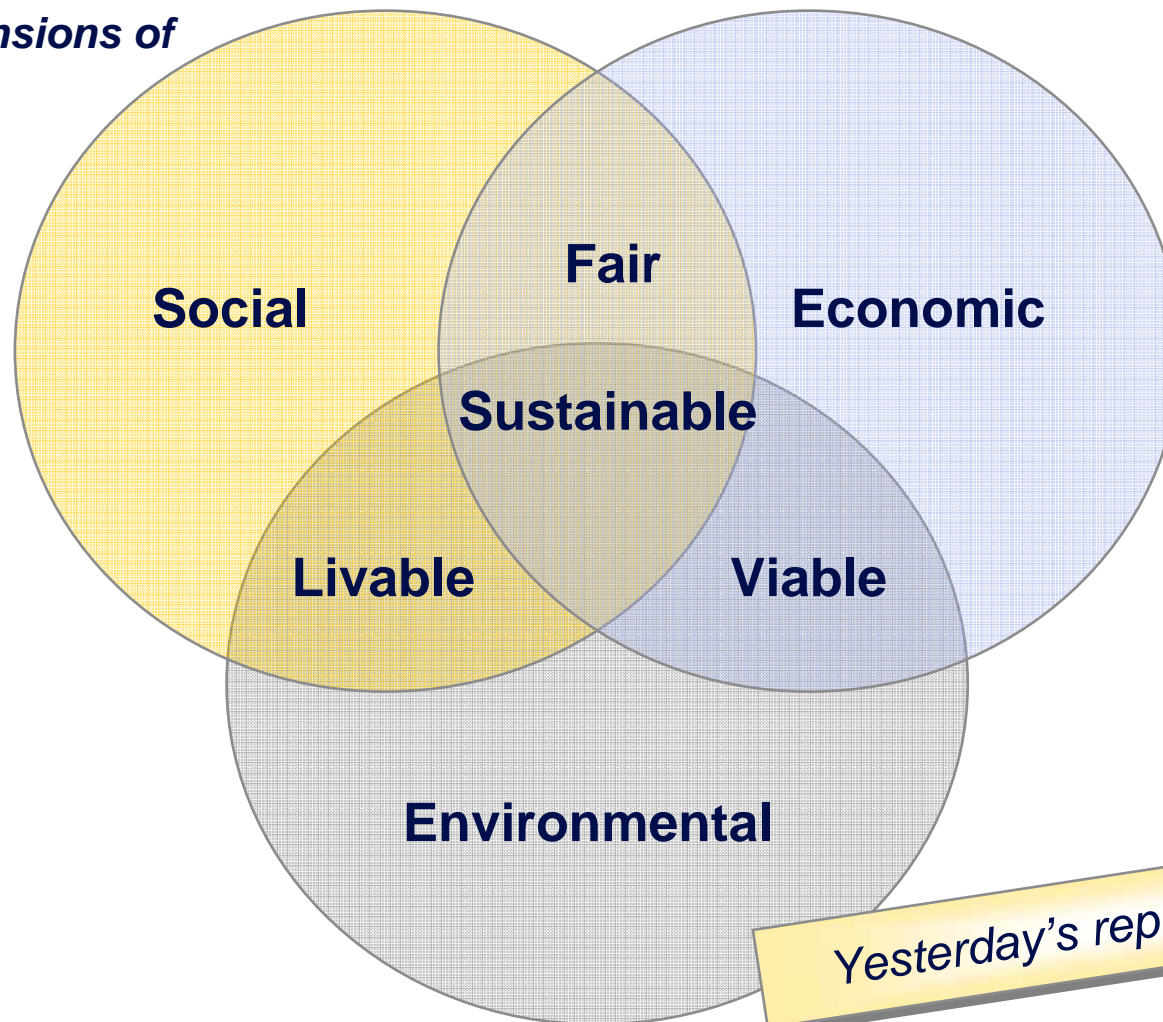 nsions of
Fair
Social
Economic
Sustainable
Livable
Viable
Environmental
Yesterday's rep